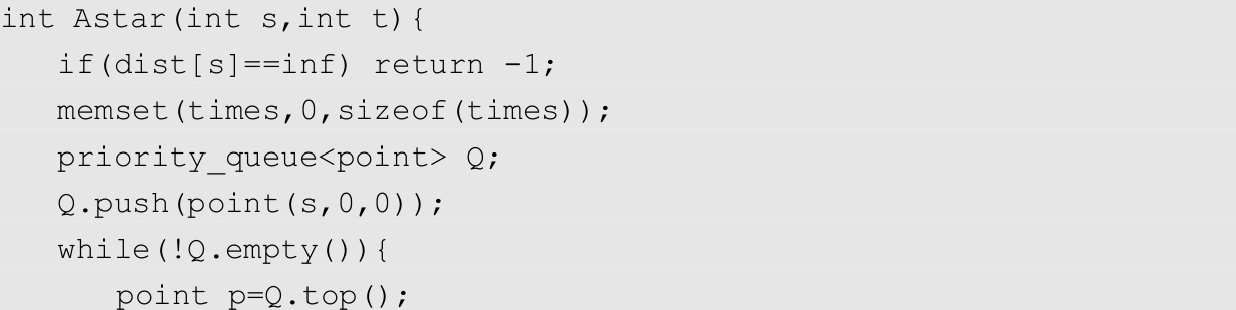 int Astar(int s,int t){
if(dist[s]==inf) return -1;
memset(times,0,sizeof(times));
priority_queue<point> Q;
Q.push(point(s,0,0));
while(!Q.empty()){
point p=Q.top();